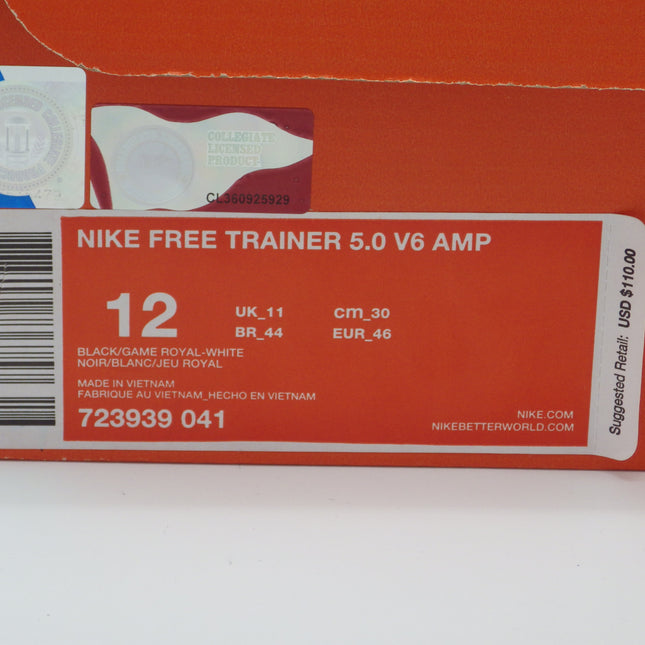 COLLEGIATE
LICENSED
PRODUCT
CL360925929
NIKE FREE TRAINER 5.0 V6 AMP
12
UK_11 cm_30
BR_44 EUR_46
BLACK/GAME ROYAL-WHITE
NOIR/BLANC/JEU ROYAL
MADE IN VIETNAM
FABRIQUE AU VIETNAM_HECHO EN VIETNAM
723939 041
NIKE.COM
NIKEBETTERWORLD.COM
Suggested Retail: USD $110.00